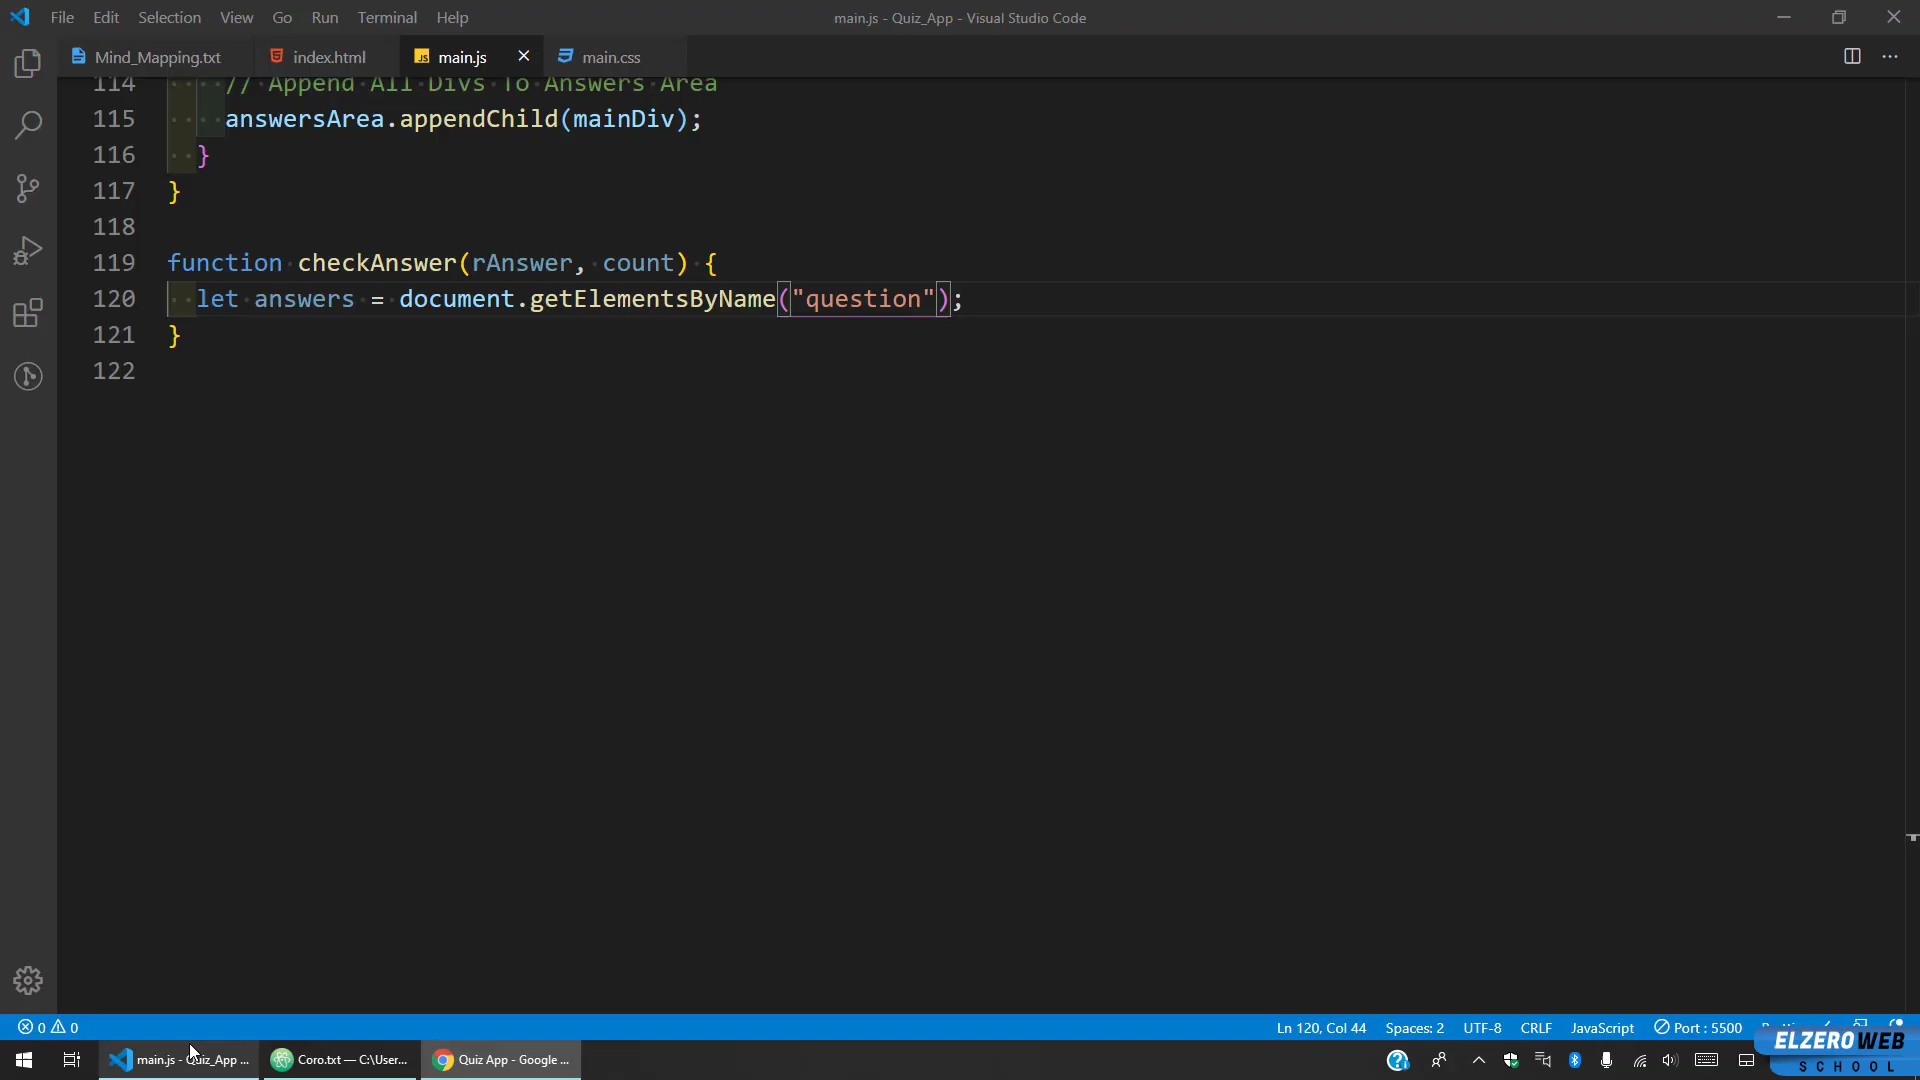 File Edit Selection View Go Run Terminal Help
main.js - Quiz_App - Visual Studio Code
Mind_Mapping.txt
index.html
main.js
main.css
114 // Append All Divs To Answers Area
115 answersArea.appendChild(mainDiv);
116 }
117 }
118
119 function checkAnswer(rAnswer, count) {
120 let answers = document.getElementsByName("question");
121 }
122
0 0
Ln 120, Col 44 Spaces: 2 UTF-8 CRLF JavaScript Port : 5500
main.js - Quiz_App ...
Coro.txt — C:\User...
Quiz App - Google ...
ELZEROWEB
SCHOOL